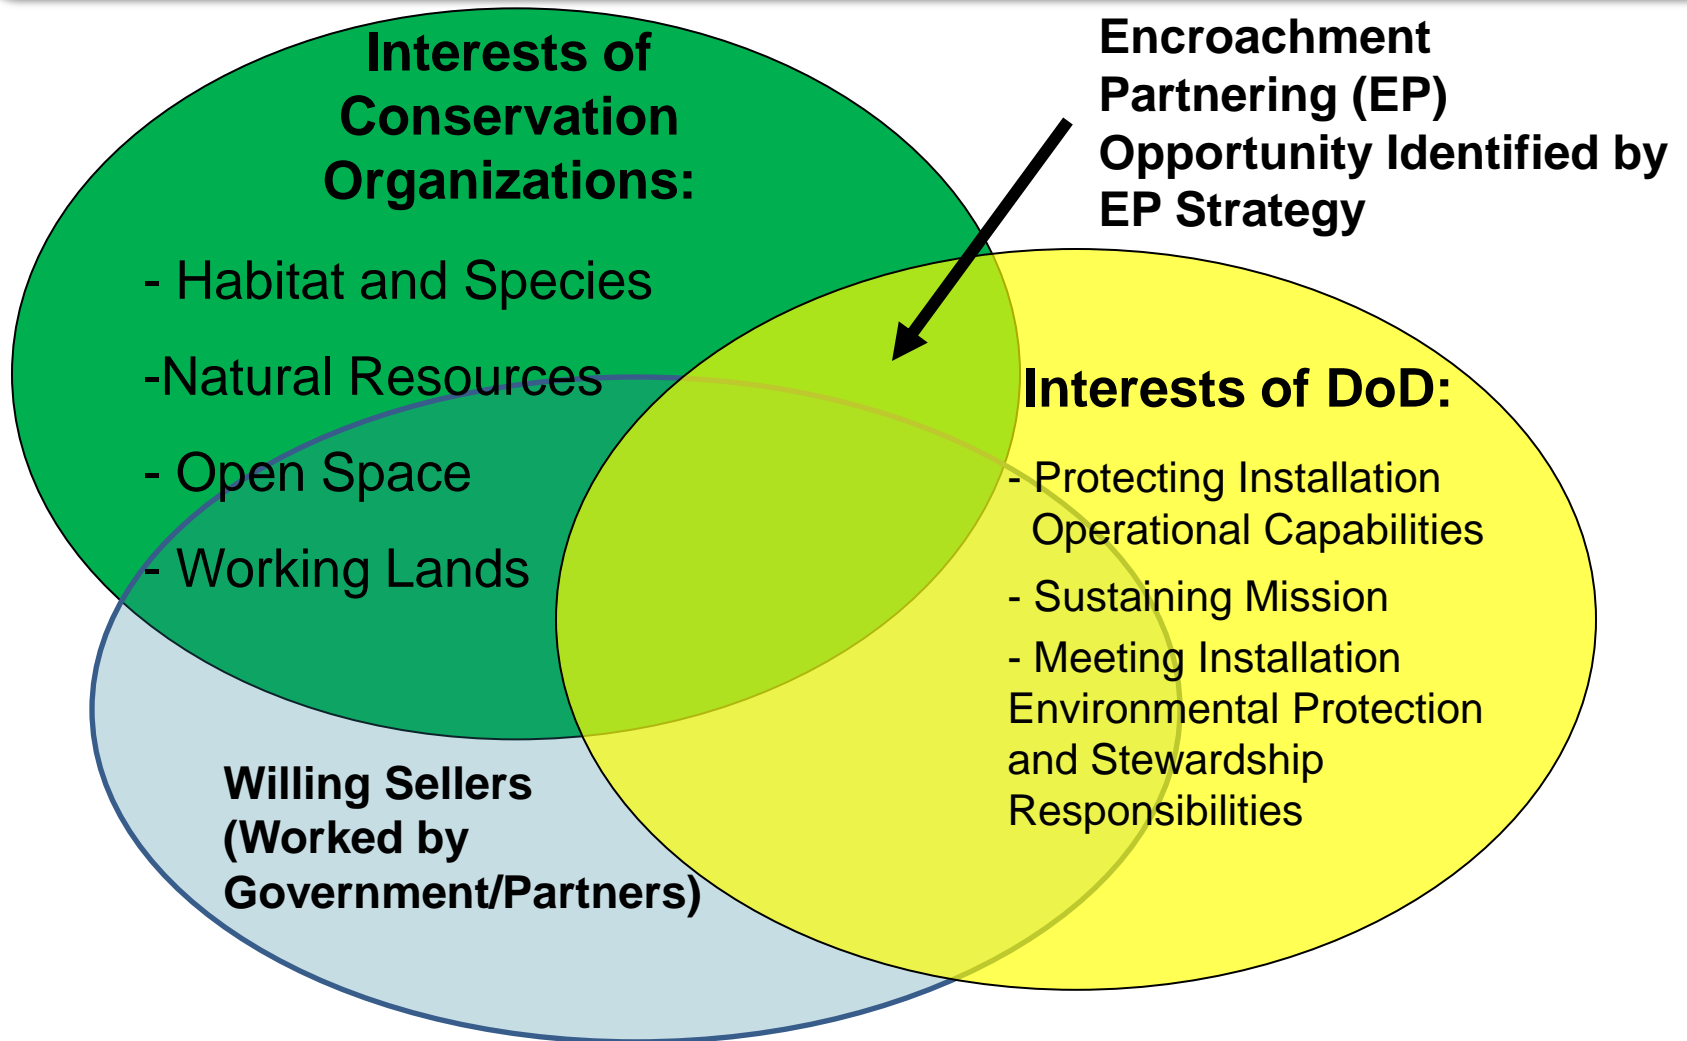 Interests of
Conservation
Organizations:
- Habitat and Species
-Natural Resources
- Open Space
- Working Lands
Encroachment
Partnering (EP)
Opportunity Identified by
EP Strategy
Interests of DoD:
- Protecting Installation
Operational Capabilities
- Sustaining Mission
- Meeting Installation
Environmental Protection
and Stewardship
Responsibilities
Willing Sellers
(Worked by
Government/Partners)